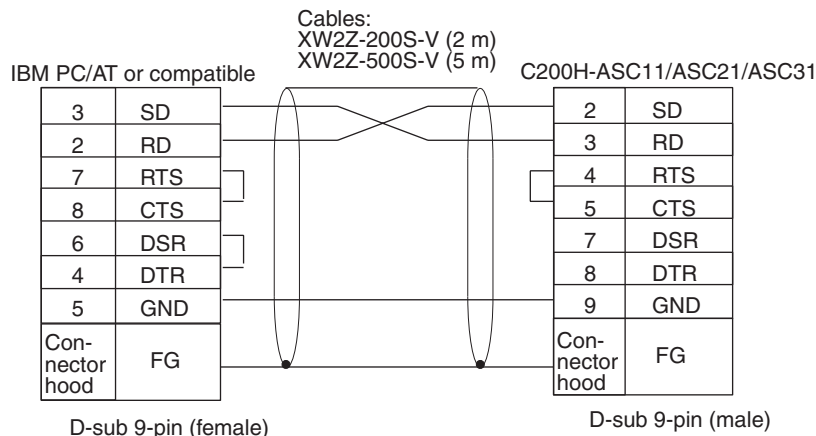 Cables:
XW2Z-200S-V (2 m)
XW2Z-500S-V (5 m)
IBM PC/AT or compatible
C200H-ASC11/ASC21/ASC31
3 SD
2 RD
7 RTS
8 CTS
6 DSR
4 DTR
5 GND
Con-
nector
hood
FG
D-sub 9-pin (female)
2 SD
3 RD
4 RTS
5 CTS
7 DSR
8 DTR
9 GND
Con-
nector
hood
FG
D-sub 9-pin (male)